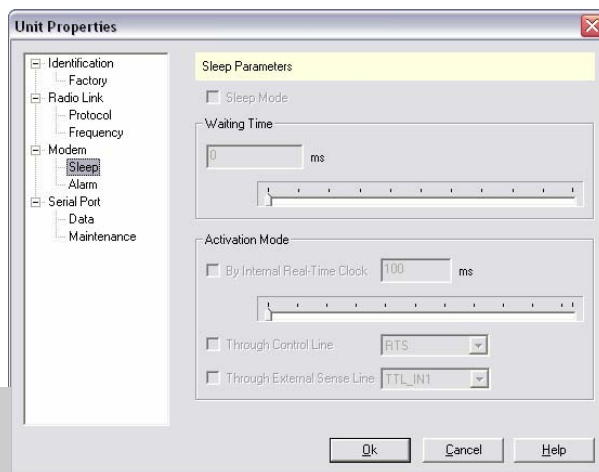 Unit Properties
Identification
Factory
Radio Link
Protocol
Frequency
Modem
Sleep
Alarm
Serial Port
Data
Maintenance
Sleep Parameters
Sleep Mode
Waiting Time
0 ms
Activation Mode
By Internal Real-Time Clock 100 ms
Through Control Line RTS
Through External Sense Line TTL_IN1
Ok Cancel Help